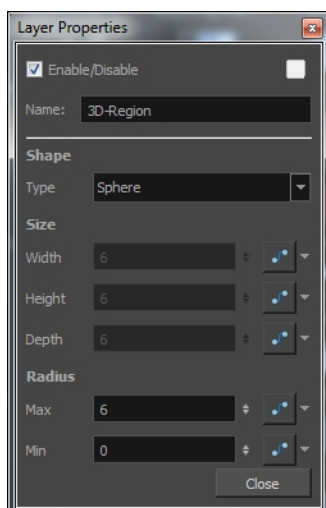 Layer Properties
Enable/Disable
Name: 3D-Region
Shape
Type Sphere
Size
Width 6
Height 6
Depth 6
Radius
Max 6
Min 0
Close